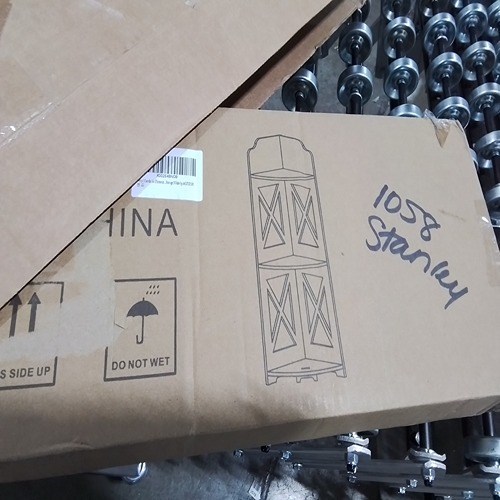 HINA
S SIDE UP
DO NOT WET
1058
Stanley